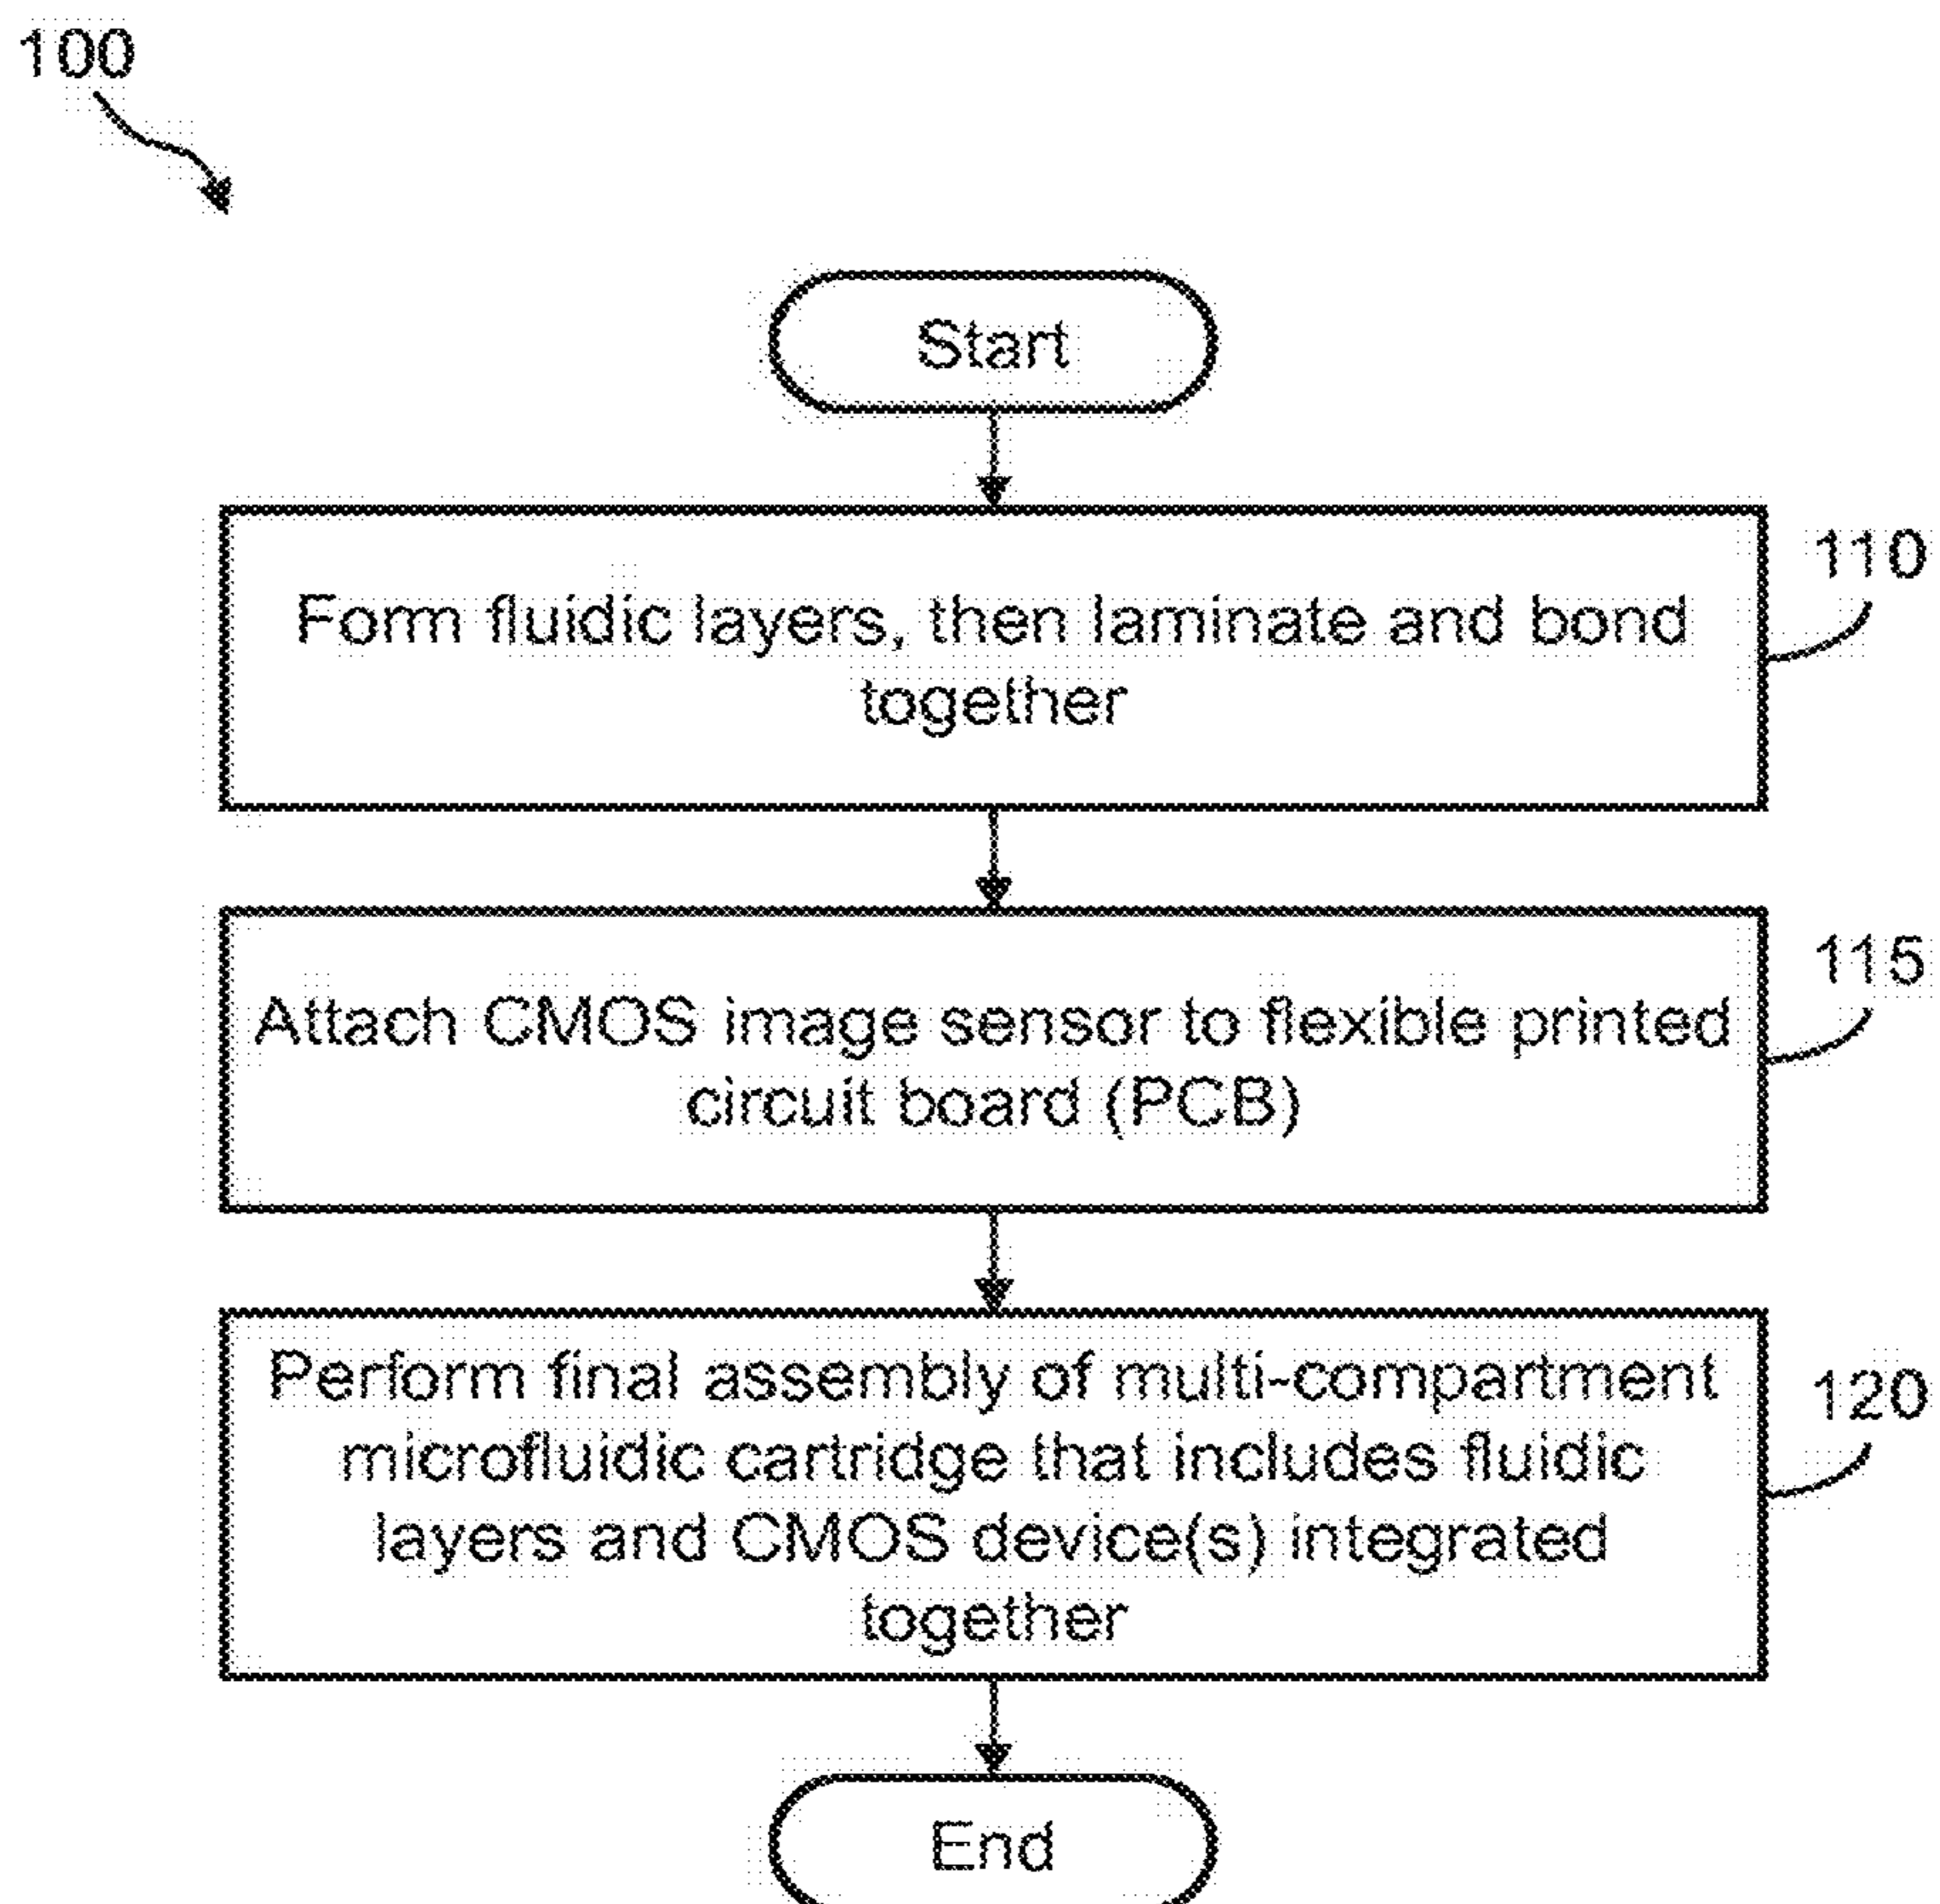 100
Start
Form fluidic layers, then laminate and bond
together
110
Attach CMOS image sensor to flexible printed
circuit board (PCB)
115
Perform final assembly of multi-compartment
microfluidic cartridge that includes fluidic
layers and CMOS device(s) integrated
together
120
End